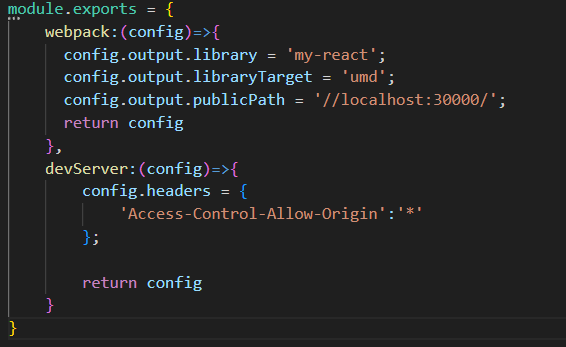 module.exports = {
    webpack:(config)=>{
      config.output.library = 'my-react';
      config.output.libraryTarget = 'umd';
      config.output.publicPath = '//localhost:30000/';
      return config
    },
    devServer:(config)=>{
        config.headers = {
            'Access-Control-Allow-Origin':'*'
        };

        return config
    }
}